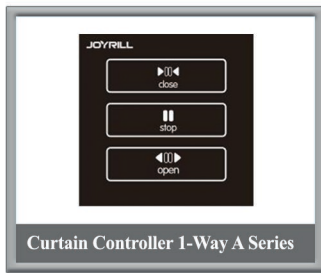 JOYRILL
close
stop
open
Curtain Controller 1-Way A Series